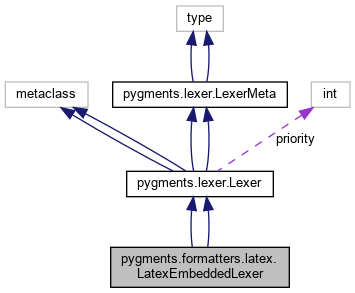 type
metaclass
pygments.lexer.LexerMeta
int
priority
pygments.lexer.Lexer
pygments.formatters.latex.
LatexEmbeddedLexer